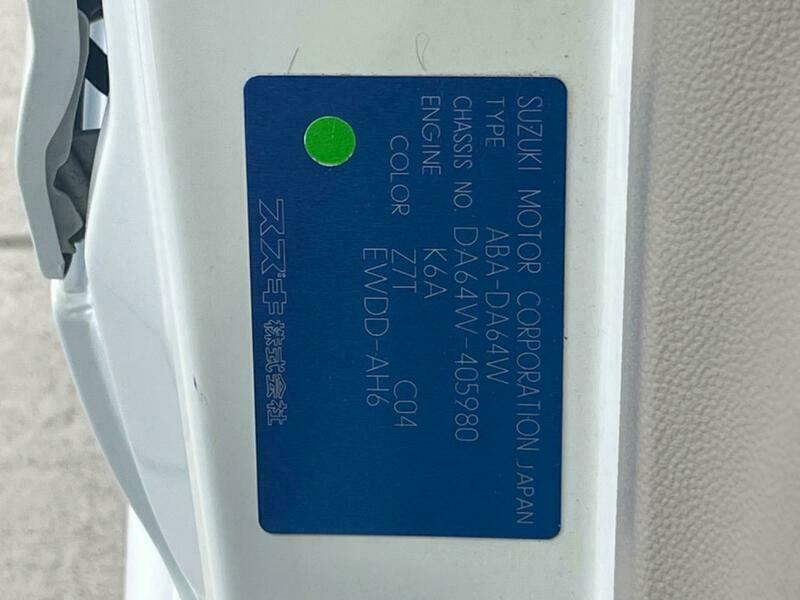 SUZUKI MOTOR CORPORATION JAPAN
TYPE ABA-DA64W
CHASSIS NO. DA64W-405980
ENGINE K6A
COLOR Z7T C04
EWDD-AH6
スズキ株式会社